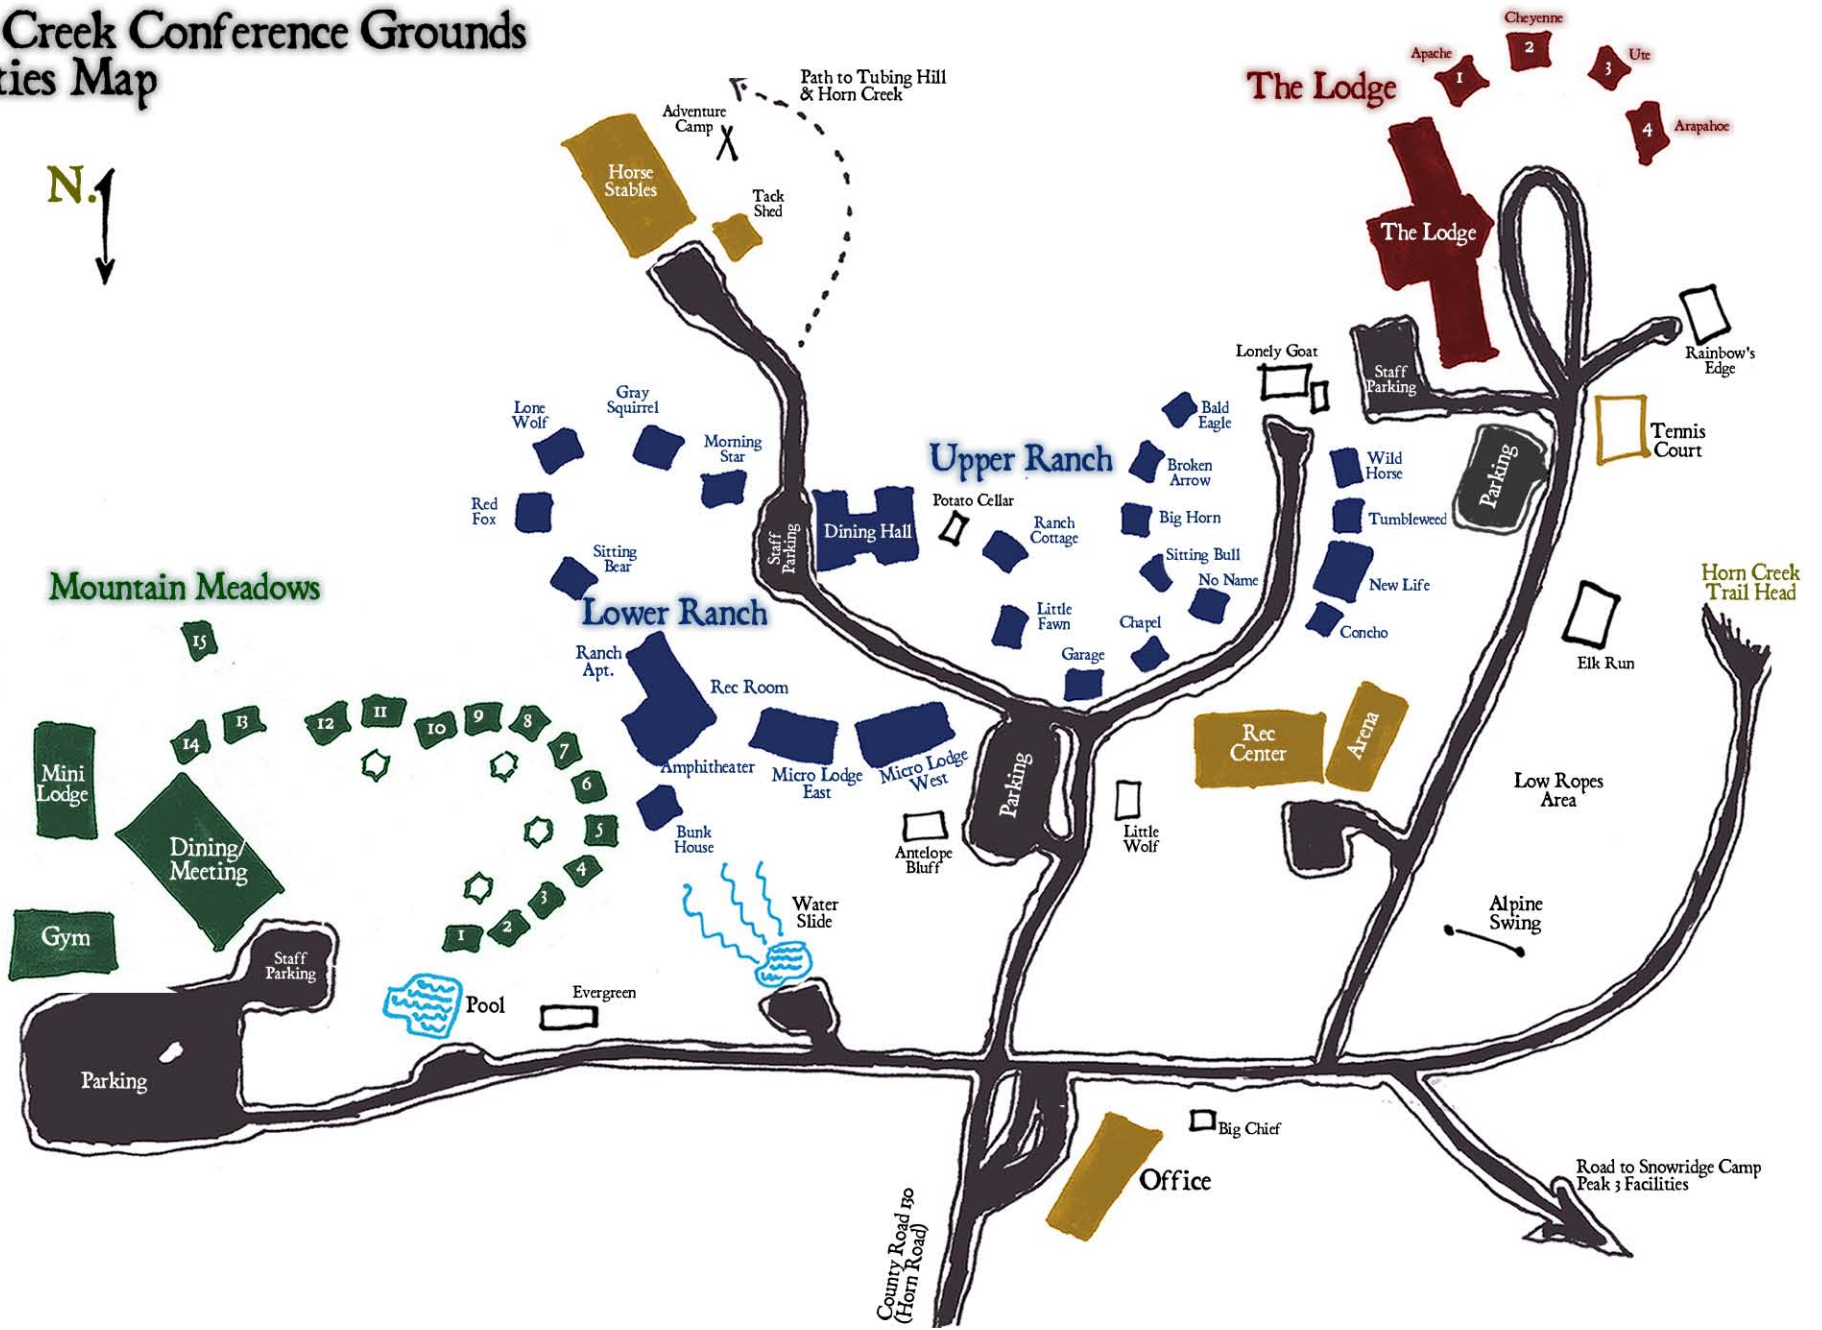 Creek Conference Grounds
ties Map
N.
Path to Tubing Hill
& Horn Creek
Adventure
Camp
Horse
Stables
Tack
Shed
The Lodge
Apache
1
Cheyenne
2
Ute
3
Arapahoe
4
The Lodge
Rainbow's
Edge
Staff
Parking
Parking
Tennis
Court
Lonely Goat
Upper Ranch
Potato Cellar
Bald
Eagle
Broken
Arrow
Big Horn
Sitting Bull
No Name
Chapel
Garage
Ranch
Cottage
Little
Fawn
Wild
Horse
Tumbleweed
New Life
Concho
Dining Hall
Staff
Parking
Lone
Wolf
Gray
Squirrel
Morning
Star
Red
Fox
Sitting
Bear
Lower Ranch
Ranch
Apt.
Rec Room
Amphitheater
Micro Lodge
East
Micro Lodge
West
Bunk
House
Antelope
Bluff
Parking
Little
Wolf
Rec
Center
Arena
Elk Run
Horn Creek
Trail Head
Low Ropes
Area
Alpine
Swing
Mountain Meadows
15
14
13
12
11
10
9
8
7
6
5
4
3
2
1
Mini
Lodge
Dining/
Meeting
Gym
Staff
Parking
Parking
Pool
Evergreen
Water
Slide
Big Chief
Office
County Road 130
(Horn Road)
Road to Snowridge Camp
Peak 3 Facilities